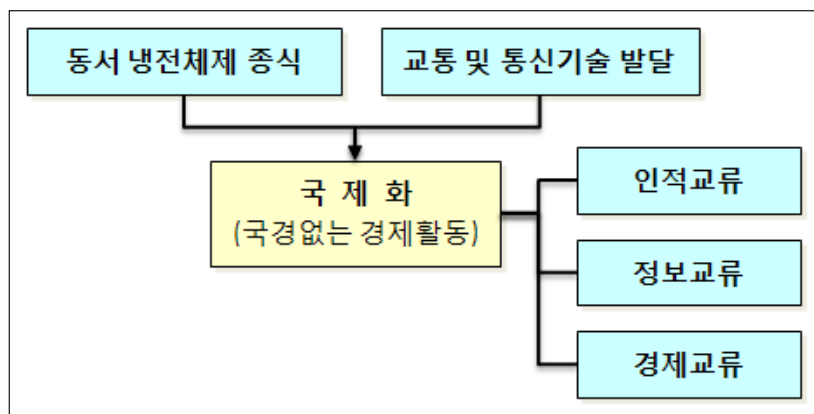 동서 냉전체제 종식
교통 및 통신기술 발달
국 제 화
(국경없는 경제활동)
인적교류
정보교류
경제교류